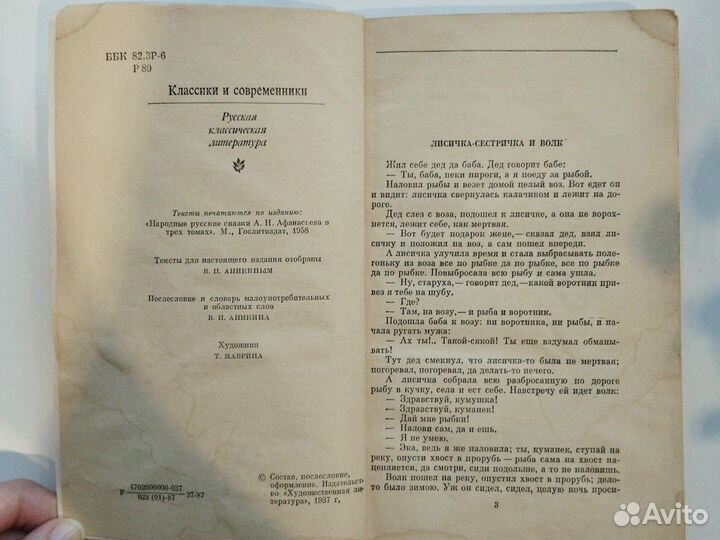 ББК 82.3Р-6
Р 89
Классики и современники
Русская
классическая
литература
Тексты печатаются по изданию:
«Народные русские сказки А. Н. Афанасьева в
трех томах». М., Гослитиздат, 1958
Тексты для настоящего издания отобраны
В. П. АНИКИНЫМ
Послесловие и словарь малоупотребительных
и областных слов
В. П. АНИКИНА
Художник
Т. МАВРИНА
Р 4702000000-037
028 (01)-87 37-87
© Состав, послесловие,
оформление. Издательст-
во «Художественная ли-
тература», 1987 г.
ЛИСИЧКА-СЕСТРИЧКА И ВОЛК
Жил себе дед да баба. Дед говорит бабе:
— Ты, баба, пеки пироги, а я поеду за рыбой.
Наловил рыбы и везет домой целый воз. Вот едет он
и видит: лисичка свернулась калачиком и лежит на до-
роге.
Дед слез с воза, подошел к лисичке, а она не ворох-
нется, лежит себе, как мертвая.
— Вот будет подарок жене,— сказал дед, взял ли-
сичку и положил на воз, а сам пошел впереди.
А лисичка улучила время и стала выбрасывать поле-
гоньку из воза все по рыбке да по рыбке, все по рыбке
да по рыбке. Повыбросала всю рыбу и сама ушла.
— Ну, старуха,— говорит дед,— какой воротник при-
вез я тебе на шубу.
— Где?
— Там, на возу,— и рыба и воротник.
Подошла баба к возу: ни воротника, ни рыбы, и на-
чала ругать мужа:
— Ах ты!.. Такой-сякой! Ты еще вздумал обманы-
вать!
Тут дед смекнул, что лисичка-то была не мертвая;
погоревал, погоревал, да делать-то нечего.
А лисичка собрала всю разбросанную по дороге
рыбу в кучку, села и ест себе. Навстречу ей идет волк:
— Здравствуй, кумушка!
— Здравствуй, куманек!
— Дай мне рыбки!
— Налови сам, да и ешь.
— Я не умею.
— Эка, ведь я же наловила; ты, куманек, ступай на
реку, опусти хвост в прорубь — рыба сама на хвост на-
цепляется, да смотри, сиди подольше, а то не наловишь.
Волк пошел на реку, опустил хвост в прорубь; дело-
то было зимою. Уж он сидел, сидел, целую ночь проси-
3
Avito